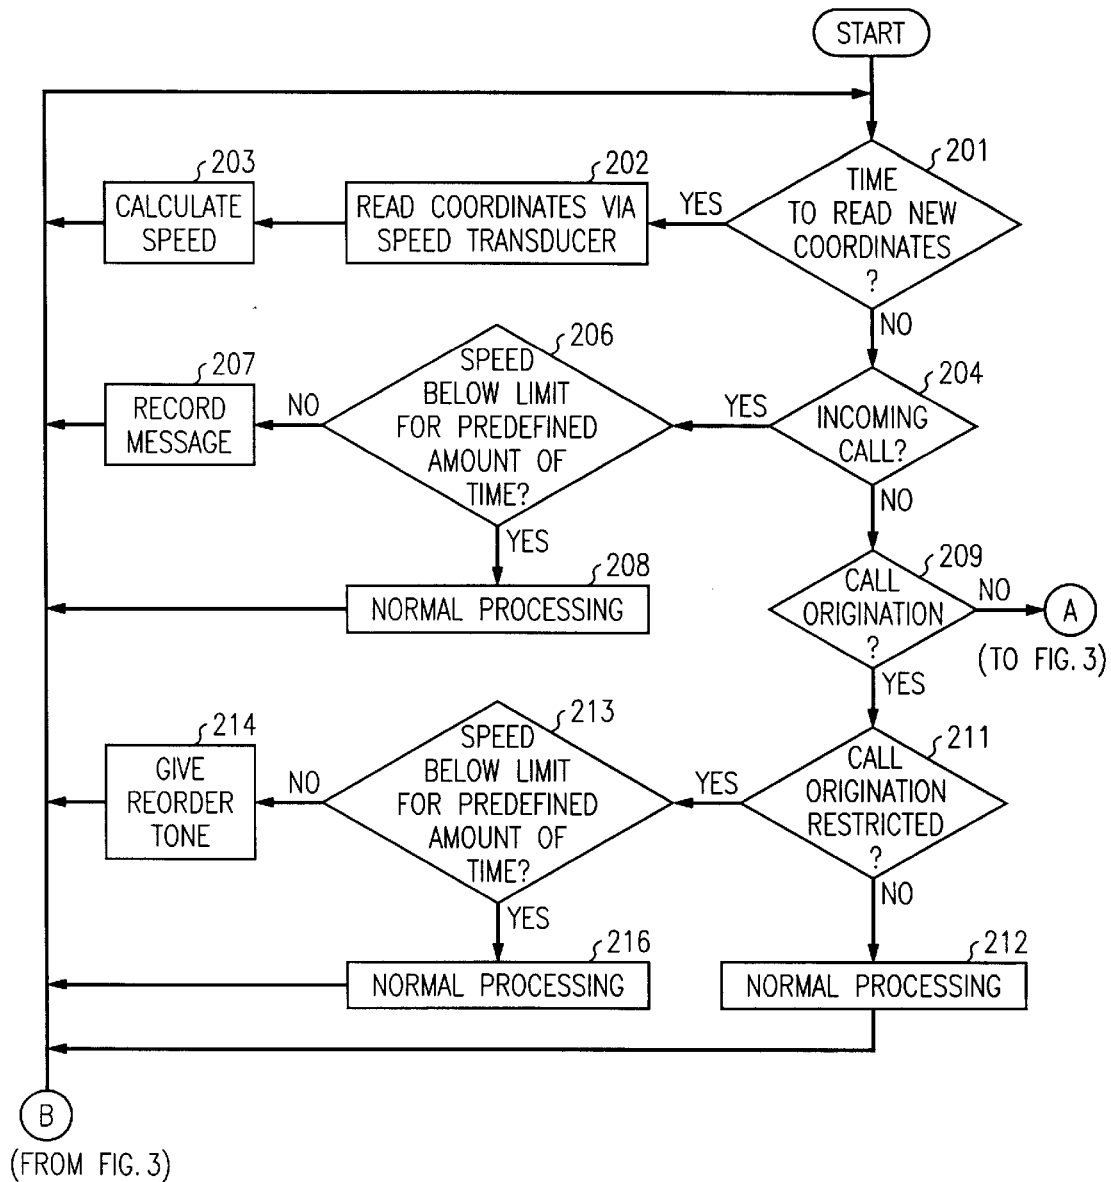 START
201
TIME
TO READ NEW
COORDINATES
?
YES
NO
202
READ COORDINATES VIA
SPEED TRANSDUCER
203
CALCULATE
SPEED
204
INCOMING
CALL?
YES
NO
206
SPEED
BELOW LIMIT
FOR PREDEFINED
AMOUNT OF
TIME?
NO
YES
207
RECORD
MESSAGE
208
NORMAL PROCESSING
209
CALL
ORIGINATION
?
NO
A
(TO FIG. 3)
YES
211
CALL
ORIGINATION
RESTRICTED
?
YES
NO
213
SPEED
BELOW LIMIT
FOR PREDEFINED
AMOUNT OF
TIME?
NO
YES
214
GIVE
REORDER
TONE
216
NORMAL PROCESSING
212
NORMAL PROCESSING
B
(FROM FIG. 3)